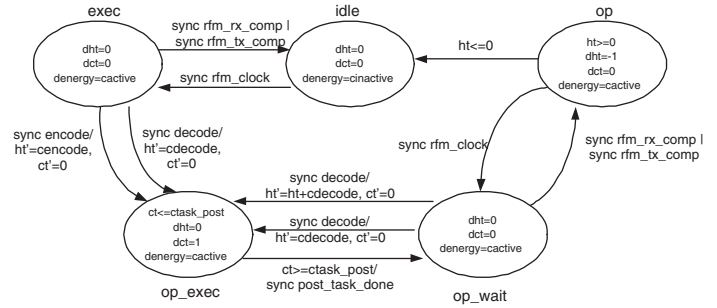 exec
idle
op
sync rfm_rx_comp |
sync rfm_tx_comp
dht=0
dct=0
denergy=cactive
dht=0
dct=0
denergy=cinactive
ht>=0
dht=-1
dct=0
denergy=cactive
ht<=0
sync rfm_clock
sync encode/
ht'=cencode,
ct'=0
sync decode/
ht'=cdecode,
ct'=0
sync rfm_clock
sync rfm_rx_comp |
sync rfm_tx_comp
sync decode/
ht'=ht+cdecode, ct'=0
sync decode/
ht'=cdecode, ct'=0
ct<=ctask_post
dht=0
dct=1
denergy=cactive
dht=0
dct=0
denergy=cactive
ct>=ctask_post/
sync post_task_done
op_exec
op_wait